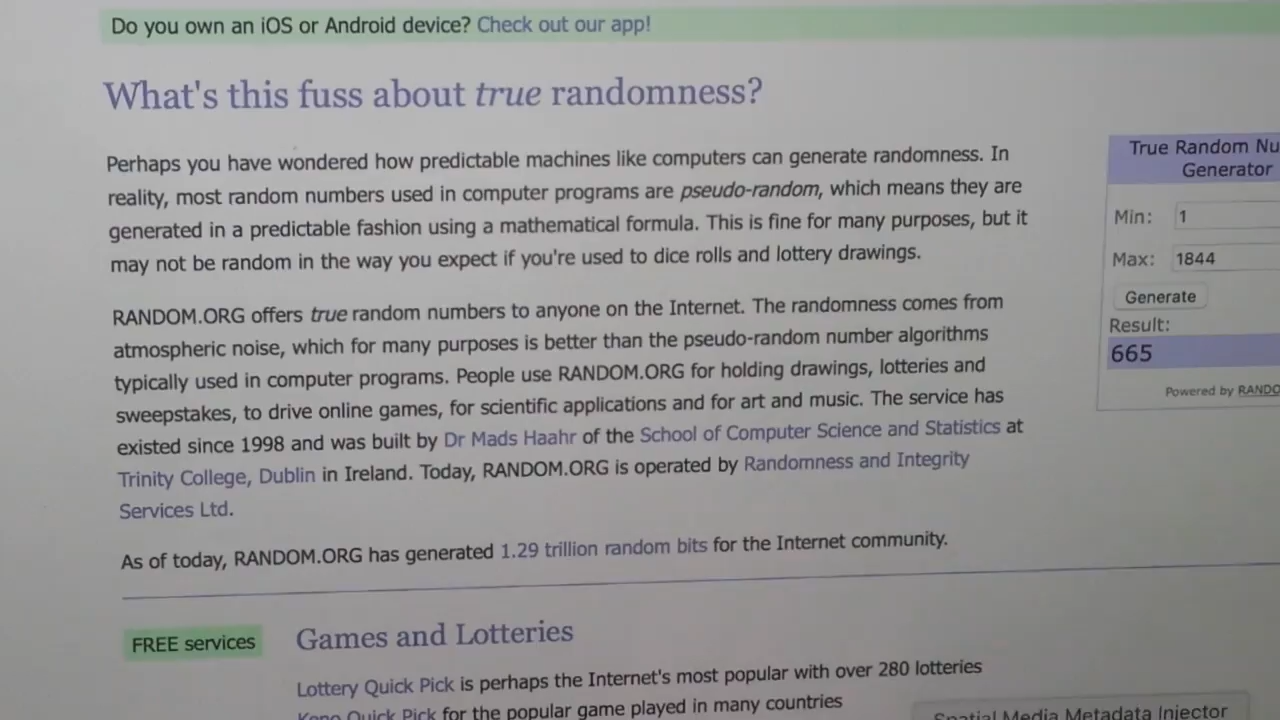 Do you own an iOS or Android device? Check out our app!
What's this fuss about true randomness?
Perhaps you have wondered how predictable machines like computers can generate randomness. In
reality, most random numbers used in computer programs are pseudo-random, which means they are
generated in a predictable fashion using a mathematical formula. This is fine for many purposes, but it
may not be random in the way you expect if you're used to dice rolls and lottery drawings.
RANDOM.ORG offers true random numbers to anyone on the Internet. The randomness comes from
atmospheric noise, which for many purposes is better than the pseudo-random number algorithms
typically used in computer programs. People use RANDOM.ORG for holding drawings, lotteries and
sweepstakes, to drive online games, for scientific applications and for art and music. The service has
existed since 1998 and was built by Dr Mads Haahr of the School of Computer Science and Statistics at
Trinity College, Dublin in Ireland. Today, RANDOM.ORG is operated by Randomness and Integrity
Services Ltd.
As of today, RANDOM.ORG has generated 1.29 trillion random bits for the Internet community.
True Random Nu
Generator
Min: 1
Max: 1844
Generate
Result:
665
Powered by RANDO
FREE services
Games and Lotteries
Lottery Quick Pick is perhaps the Internet's most popular with over 280 lotteries
Keno Quick Pick for the popular game played in many countries
Spatial Media Metadata Injector